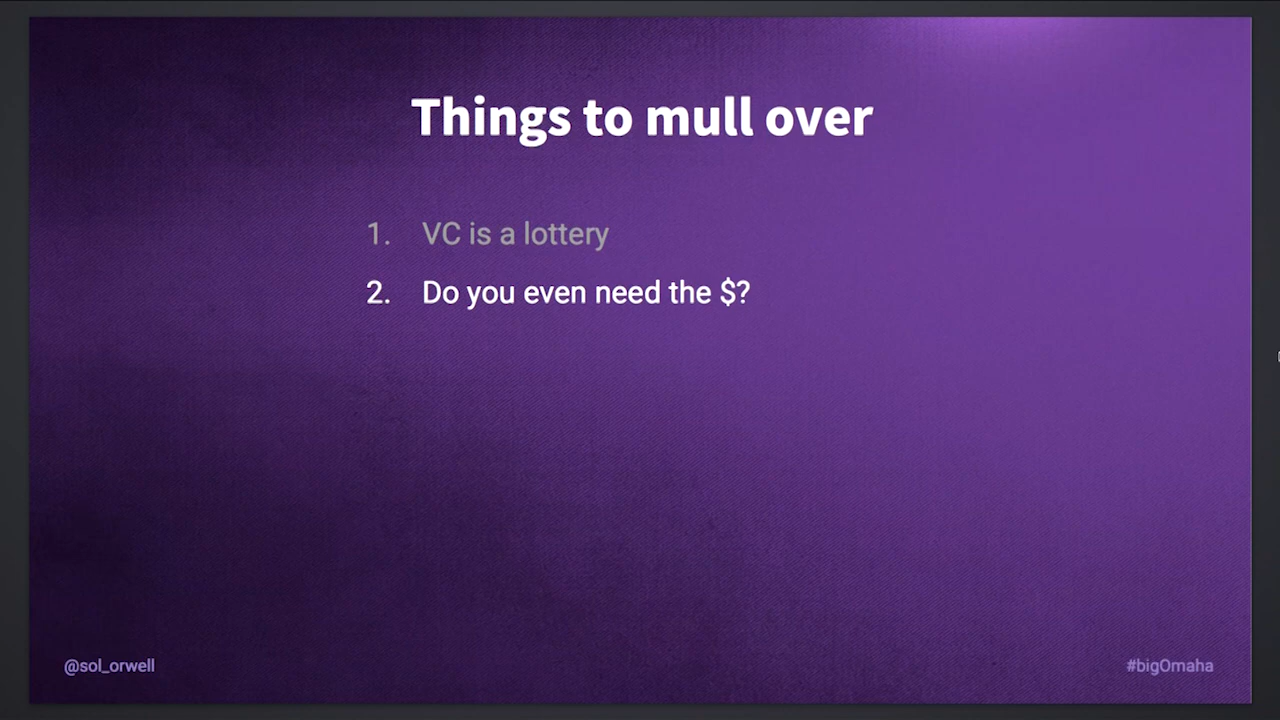 Things to mull over
1. VC is a lottery
2. Do you even need the $?
@sol_orwell
#bigOmaha